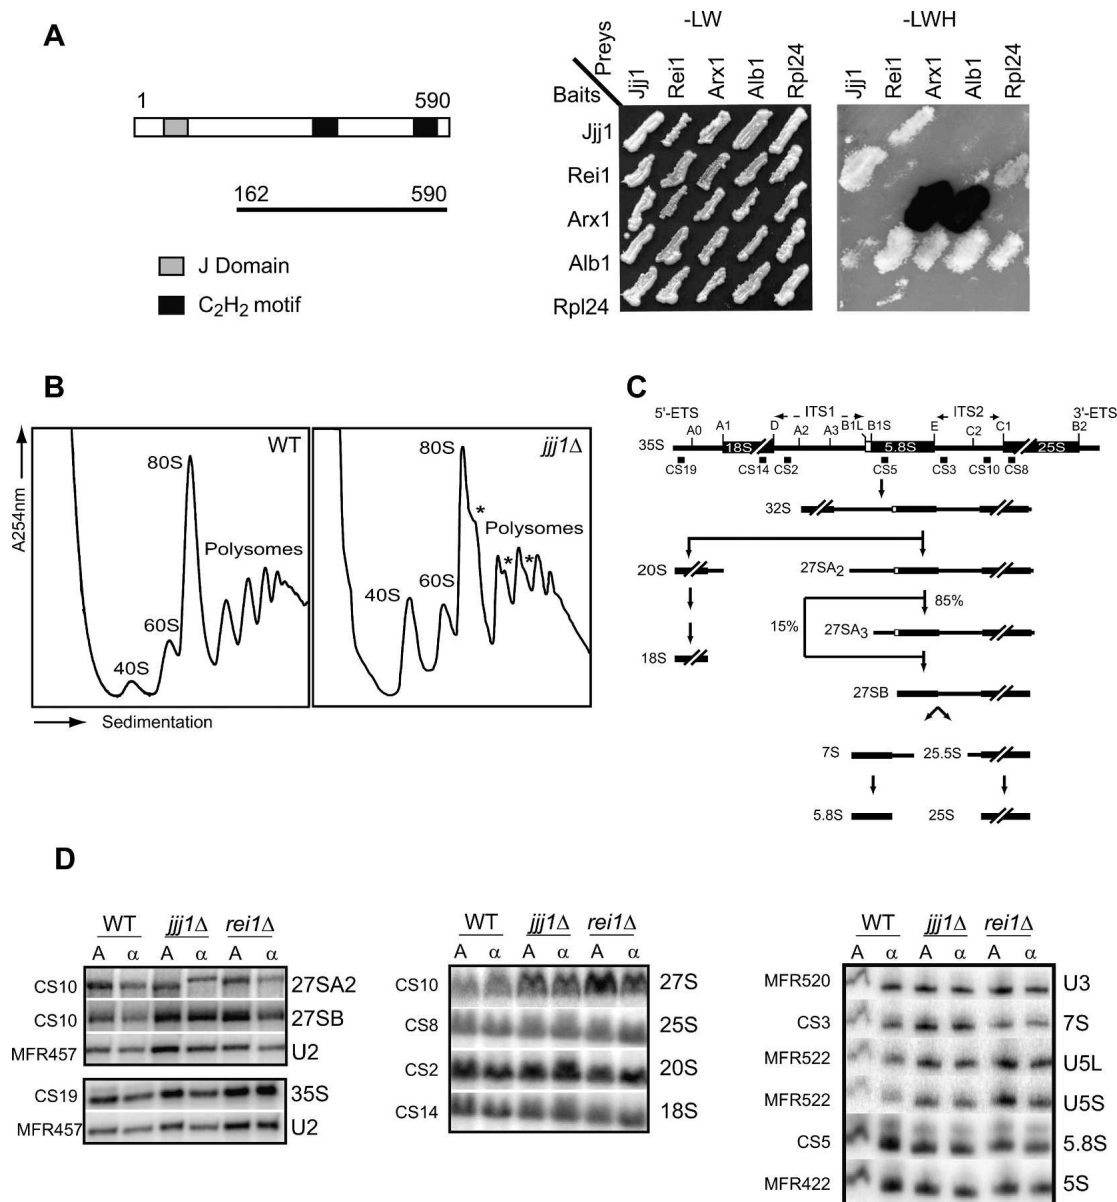 A
-LW
-LWH
Preys
Jjj1
Rei1
Arx1
Alb1
Rpl24
Jjj1
Rei1
Arx1
Alb1
Rpl24
Baits
1
590
162
590
J Domain
C2H2 motif
Jjj1
Rei1
Arx1
Alb1
Rpl24
B
A254nm
WT
80S
Polysomes
60S
40S
jjj1Δ
80S
*
Polysomes
* *
60S
40S
Sedimentation
C
5'-ETS
ITS1
ITS2
3'-ETS
A0
A1
D
A2
A3
B1L
B1S
E
C2
C1
B2
35S
18S
5.8S
25S
CS19
CS14
CS2
CS5
CS3
CS10
CS8
32S
20S
27SA2
85%
15%
27SA3
18S
27SB
7S
25.5S
5.8S
25S
D
WT jjj1Δ rei1Δ
A α A α A α
CS10 27SA2
CS10 27SB
MFR457 U2
CS19 35S
MFR457 U2
WT jjj1Δ rei1Δ
A α A α A α
CS10 27S
CS8 25S
CS2 20S
CS14 18S
WT jjj1Δ rei1Δ
A α A α A α
MFR520 U3
CS3 7S
MFR522 U5L
MFR522 U5S
CS5 5.8S
MFR422 5S